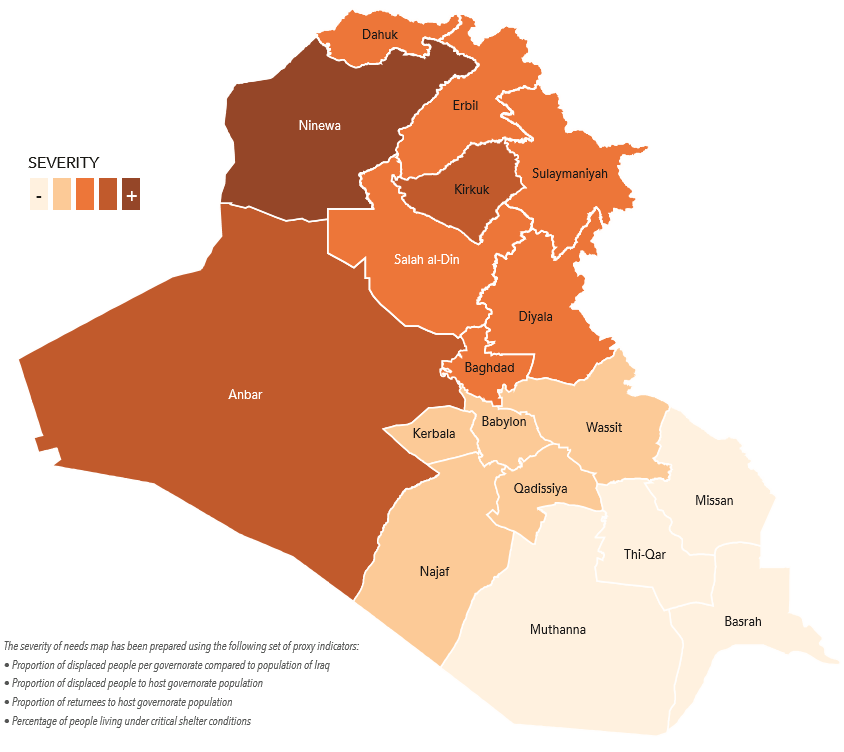 Dahuk
Erbil
Ninewa
SEVERITY
- +
Sulaymaniyah
Kirkuk
Salah al-Din
Diyala
Baghdad
Anbar
Babylon
Kerbala
Wassit
Qadissiya
Missan
Thi-Qar
Najaf
Basrah
Muthanna
The severity of needs map has been prepared using the following set of proxy indicators:
• Proportion of displaced people per governorate compared to population of Iraq
• Proportion of displaced people to host governorate population
• Proportion of returnees to host governorate population
• Percentage of people living under critical shelter conditions